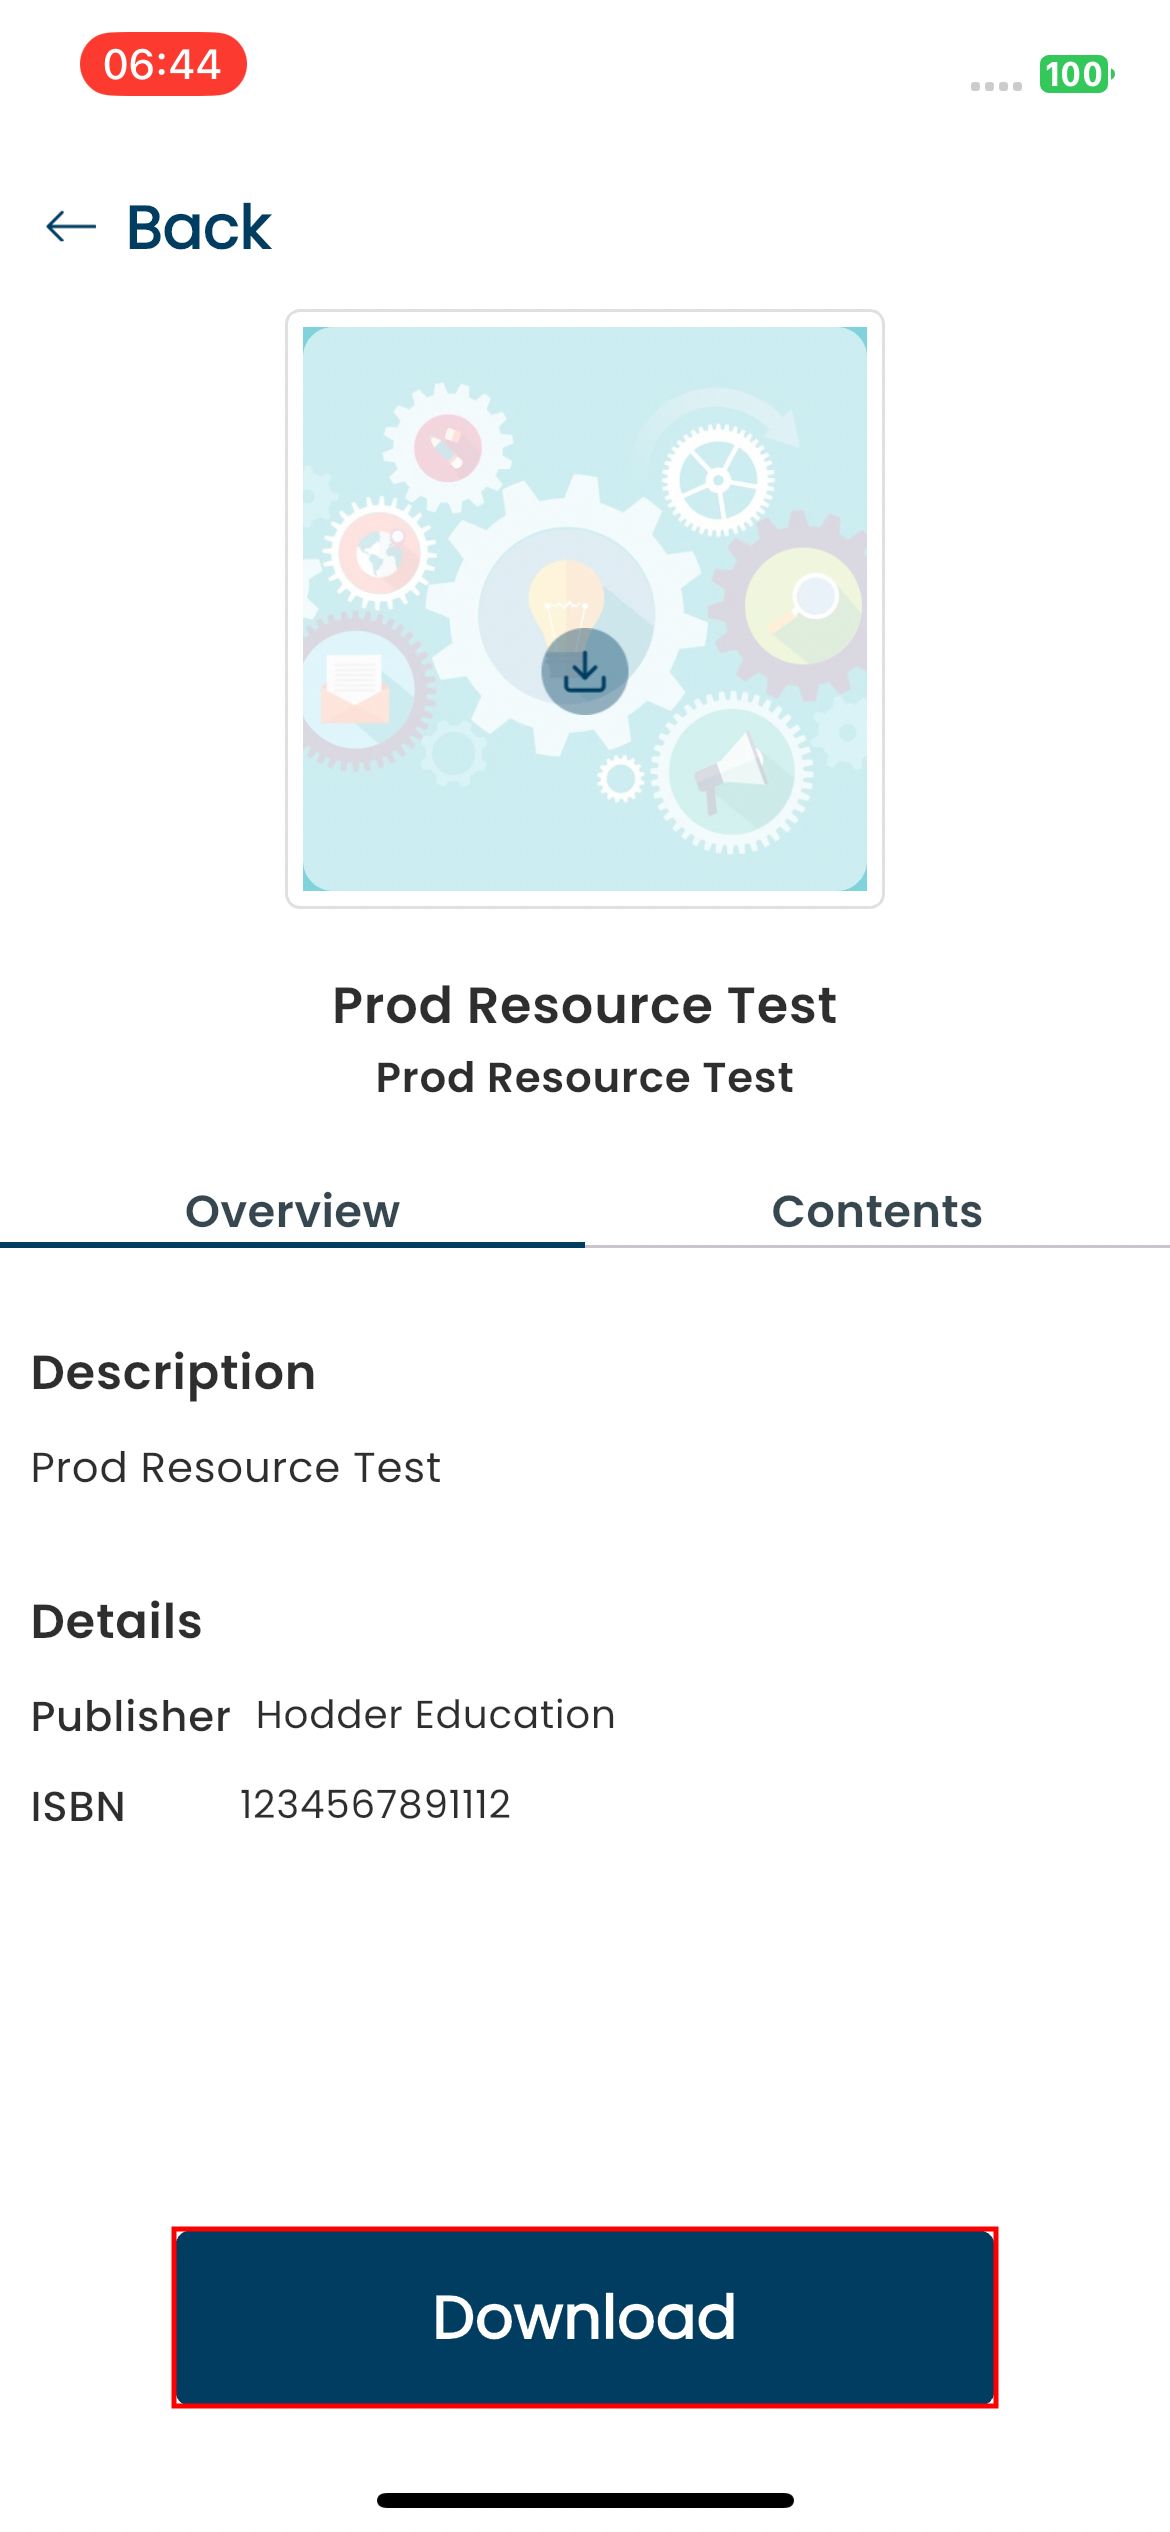 06:44
100
Back
Prod Resource Test
Prod Resource Test
Overview
Contents
Description
Prod Resource Test
Details
Publisher Hodder Education
ISBN 1234567891112
Download